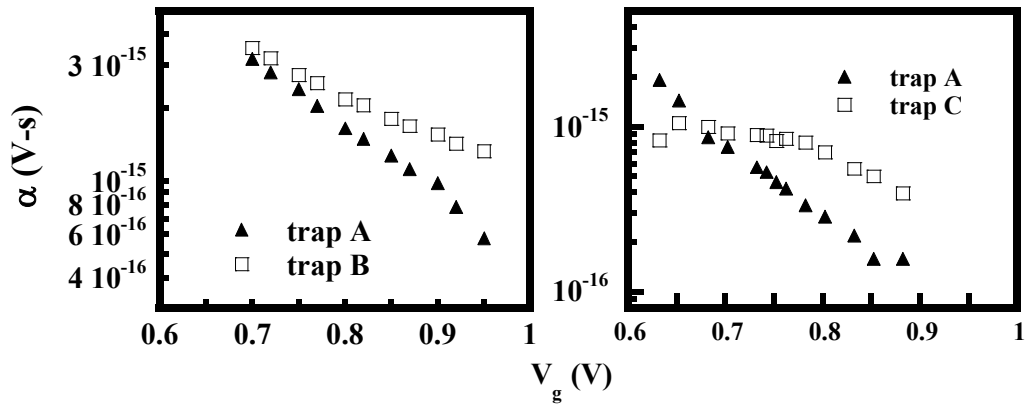 α (V-s)
3 10⁻¹⁵
10⁻¹⁵
8 10⁻¹⁶
6 10⁻¹⁶
4 10⁻¹⁶
trap A
trap B
0.6 0.7 0.8 0.9 1
trap A
trap C
10⁻¹⁵
10⁻¹⁶
0.6 0.7 0.8 0.9 1
V_g (V)